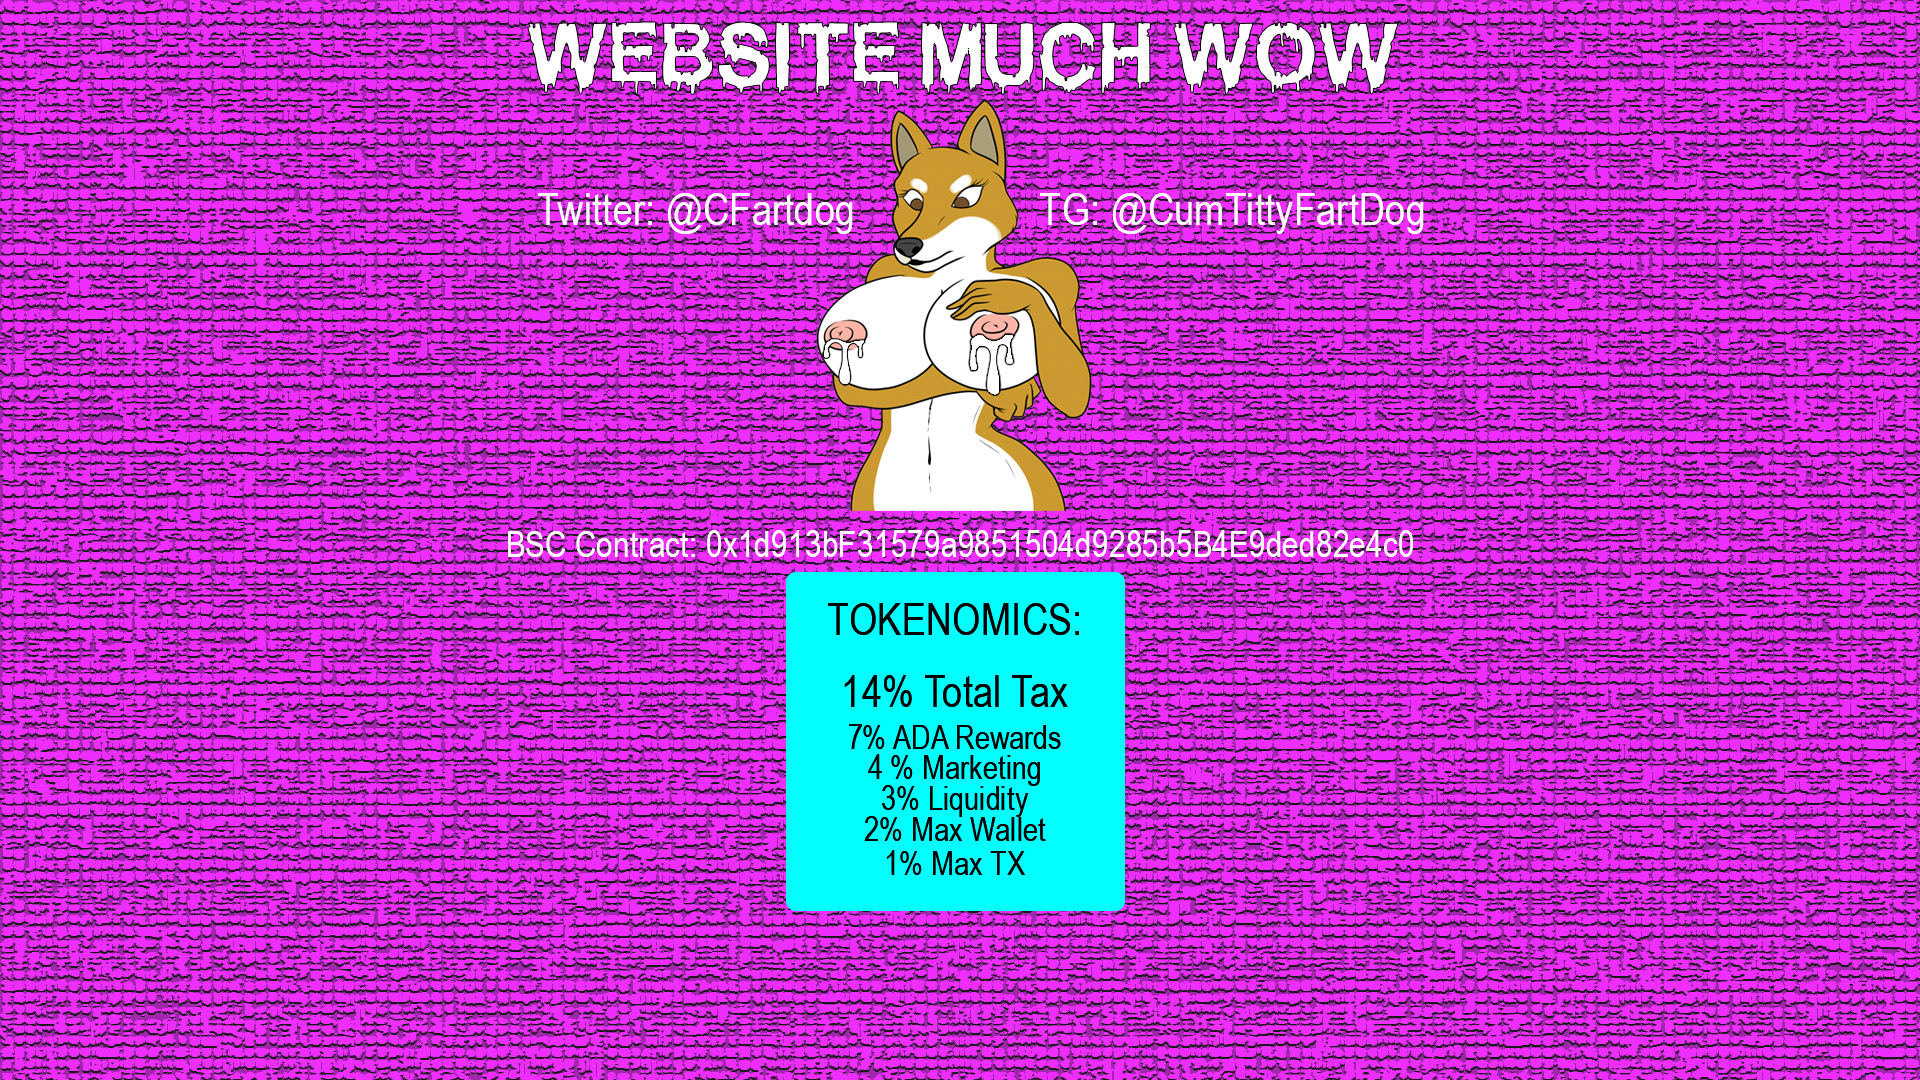 WEBSITE MUCH WOW
Twitter: @CFartdog
TG: @CumTittyFartDog
BSC Contract: 0x1d913bF31579a9851504d9285b5B4E9ded82e4c0
TOKENOMICS:
14% Total Tax
7% ADA Rewards
4 % Marketing
3% Liquidity
2% Max Wallet
1% Max TX